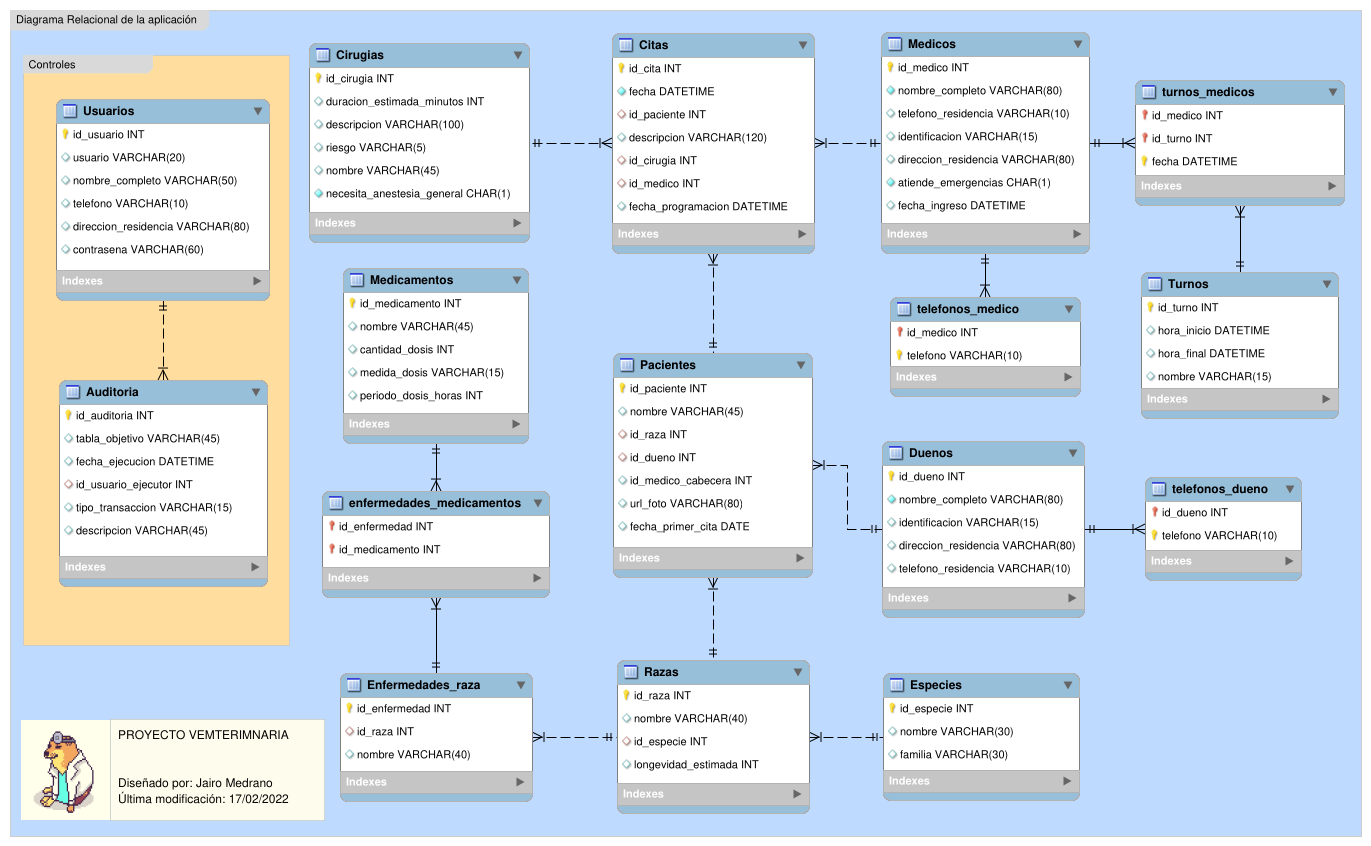 Diagrama Relacional de la aplicación
Controles
Usuarios
id_usuario INT
usuario VARCHAR(20)
nombre_completo VARCHAR(50)
telefono VARCHAR(10)
direccion_residencia VARCHAR(80)
contrasena VARCHAR(60)
Indexes
Auditoria
id_auditoria INT
tabla_objetivo VARCHAR(45)
fecha_ejecucion DATETIME
id_usuario_ejecutor INT
tipo_transaccion VARCHAR(15)
descripcion VARCHAR(45)
Indexes
Cirugias
id_cirugia INT
duracion_estimada_minutos INT
descripcion VARCHAR(100)
riesgo VARCHAR(5)
nombre VARCHAR(45)
necesita_anestesia_general CHAR(1)
Indexes
Medicamentos
id_medicamento INT
nombre VARCHAR(45)
cantidad_dosis INT
medida_dosis VARCHAR(15)
periodo_dosis_horas INT
Indexes
enfermedades_medicamentos
id_enfermedad INT
id_medicamento INT
Indexes
Enfermedades_raza
id_enfermedad INT
id_raza INT
nombre VARCHAR(40)
Indexes
Citas
id_cita INT
fecha DATETIME
id_paciente INT
descripcion VARCHAR(120)
id_cirugia INT
id_medico INT
fecha_programacion DATETIME
Indexes
Pacientes
id_paciente INT
nombre VARCHAR(45)
id_raza INT
id_dueno INT
id_medico_cabecera INT
url_foto VARCHAR(80)
fecha_primer_cita DATE
Indexes
Razas
id_raza INT
nombre VARCHAR(40)
id_especie INT
longevidad_estimada INT
Indexes
Medicos
id_medico INT
nombre_completo VARCHAR(80)
telefono_residencia VARCHAR(10)
identificacion VARCHAR(15)
direccion_residencia VARCHAR(80)
atiende_emergencias CHAR(1)
fecha_ingreso DATETIME
Indexes
telefonos_medico
id_medico INT
telefono VARCHAR(10)
Indexes
Duenos
id_dueno INT
nombre_completo VARCHAR(80)
identificacion VARCHAR(15)
direccion_residencia VARCHAR(80)
telefono_residencia VARCHAR(10)
Indexes
Especies
id_especie INT
nombre VARCHAR(30)
familia VARCHAR(30)
Indexes
turnos_medicos
id_medico INT
id_turno INT
fecha DATETIME
Indexes
Turnos
id_turno INT
hora_inicio DATETIME
hora_final DATETIME
nombre VARCHAR(15)
Indexes
telefonos_dueno
id_dueno INT
telefono VARCHAR(10)
Indexes
PROYECTO VEMTERIMNARIA
Diseñado por: Jairo Medrano
Última modificación: 17/02/2022